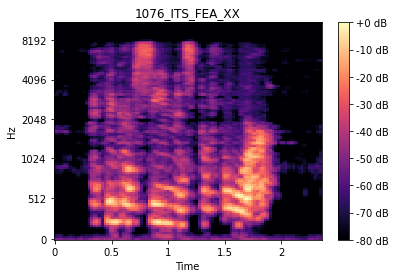 1076_ITS_FEA_XX
+0 dB
8192
-10 dB
4096
-20 dB
-30 dB
2048
Hz
-40 dB
1024
-50 dB
512
-60 dB
-70 dB
0
-80 dB
0 0.5 1 1.5 2
Time